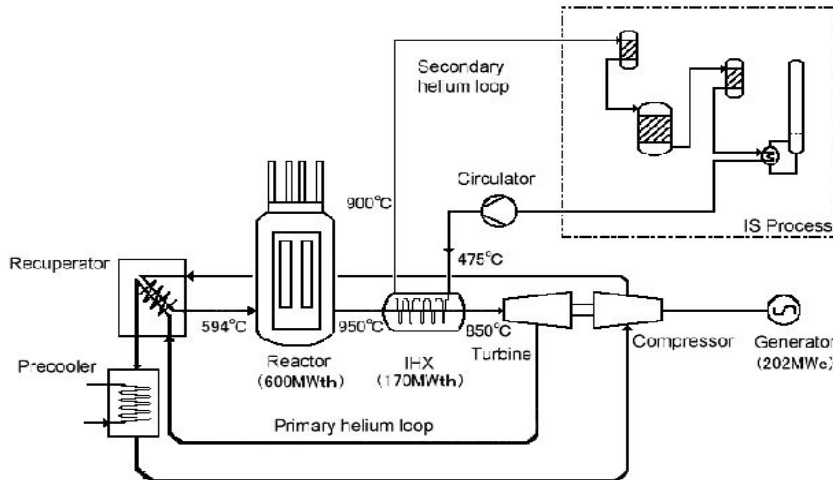 Secondary
helium loop
Circulator
900°C
IS Process
475°C
Recuperator
594°C
950°C
850°C
Turbine
Compressor
Generator
(202MWe)
Reactor
(600MWth)
IHX
(170MWth)
Precooler
Primary helium loop